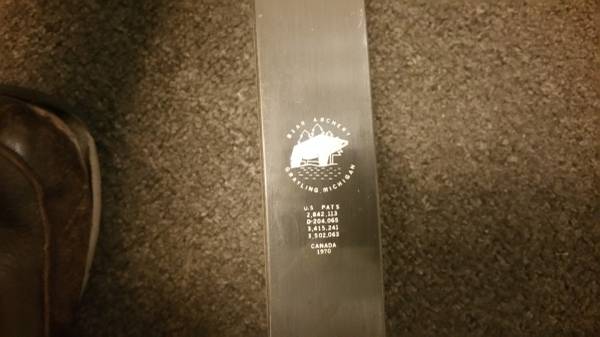 BEAR ARCHERY
GRAYLING MICHIGAN
U.S PATS
2,842,113
D-204.065
3,415.241
3,502,063
CANADA
1970